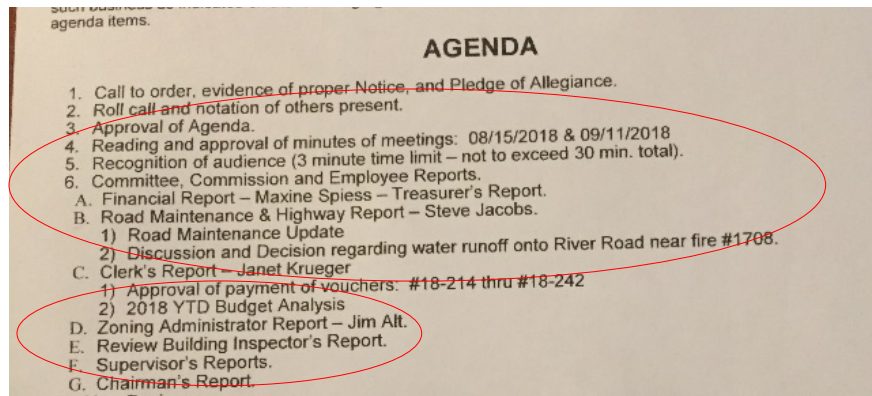 such business as
agenda items.
AGENDA
1. Call to order, evidence of proper Notice, and Pledge of Allegiance.
2. Roll call and notation of others present.
3. Approval of Agenda.
4. Reading and approval of minutes of meetings: 08/15/2018 & 09/11/2018
5. Recognition of audience (3 minute time limit – not to exceed 30 min. total).
6. Committee, Commission and Employee Reports.
A. Financial Report – Maxine Spiess – Treasurer's Report.
B. Road Maintenance & Highway Report – Steve Jacobs.
1) Road Maintenance Update
2) Discussion and Decision regarding water runoff onto River Road near fire #1708.
C. Clerk's Report – Janet Krueger
1) Approval of payment of vouchers: #18-214 thru #18-242
2) 2018 YTD Budget Analysis
D. Zoning Administrator Report – Jim Alt.
E. Review Building Inspector's Report.
F. Supervisor's Reports.
G. Chairman's Report.